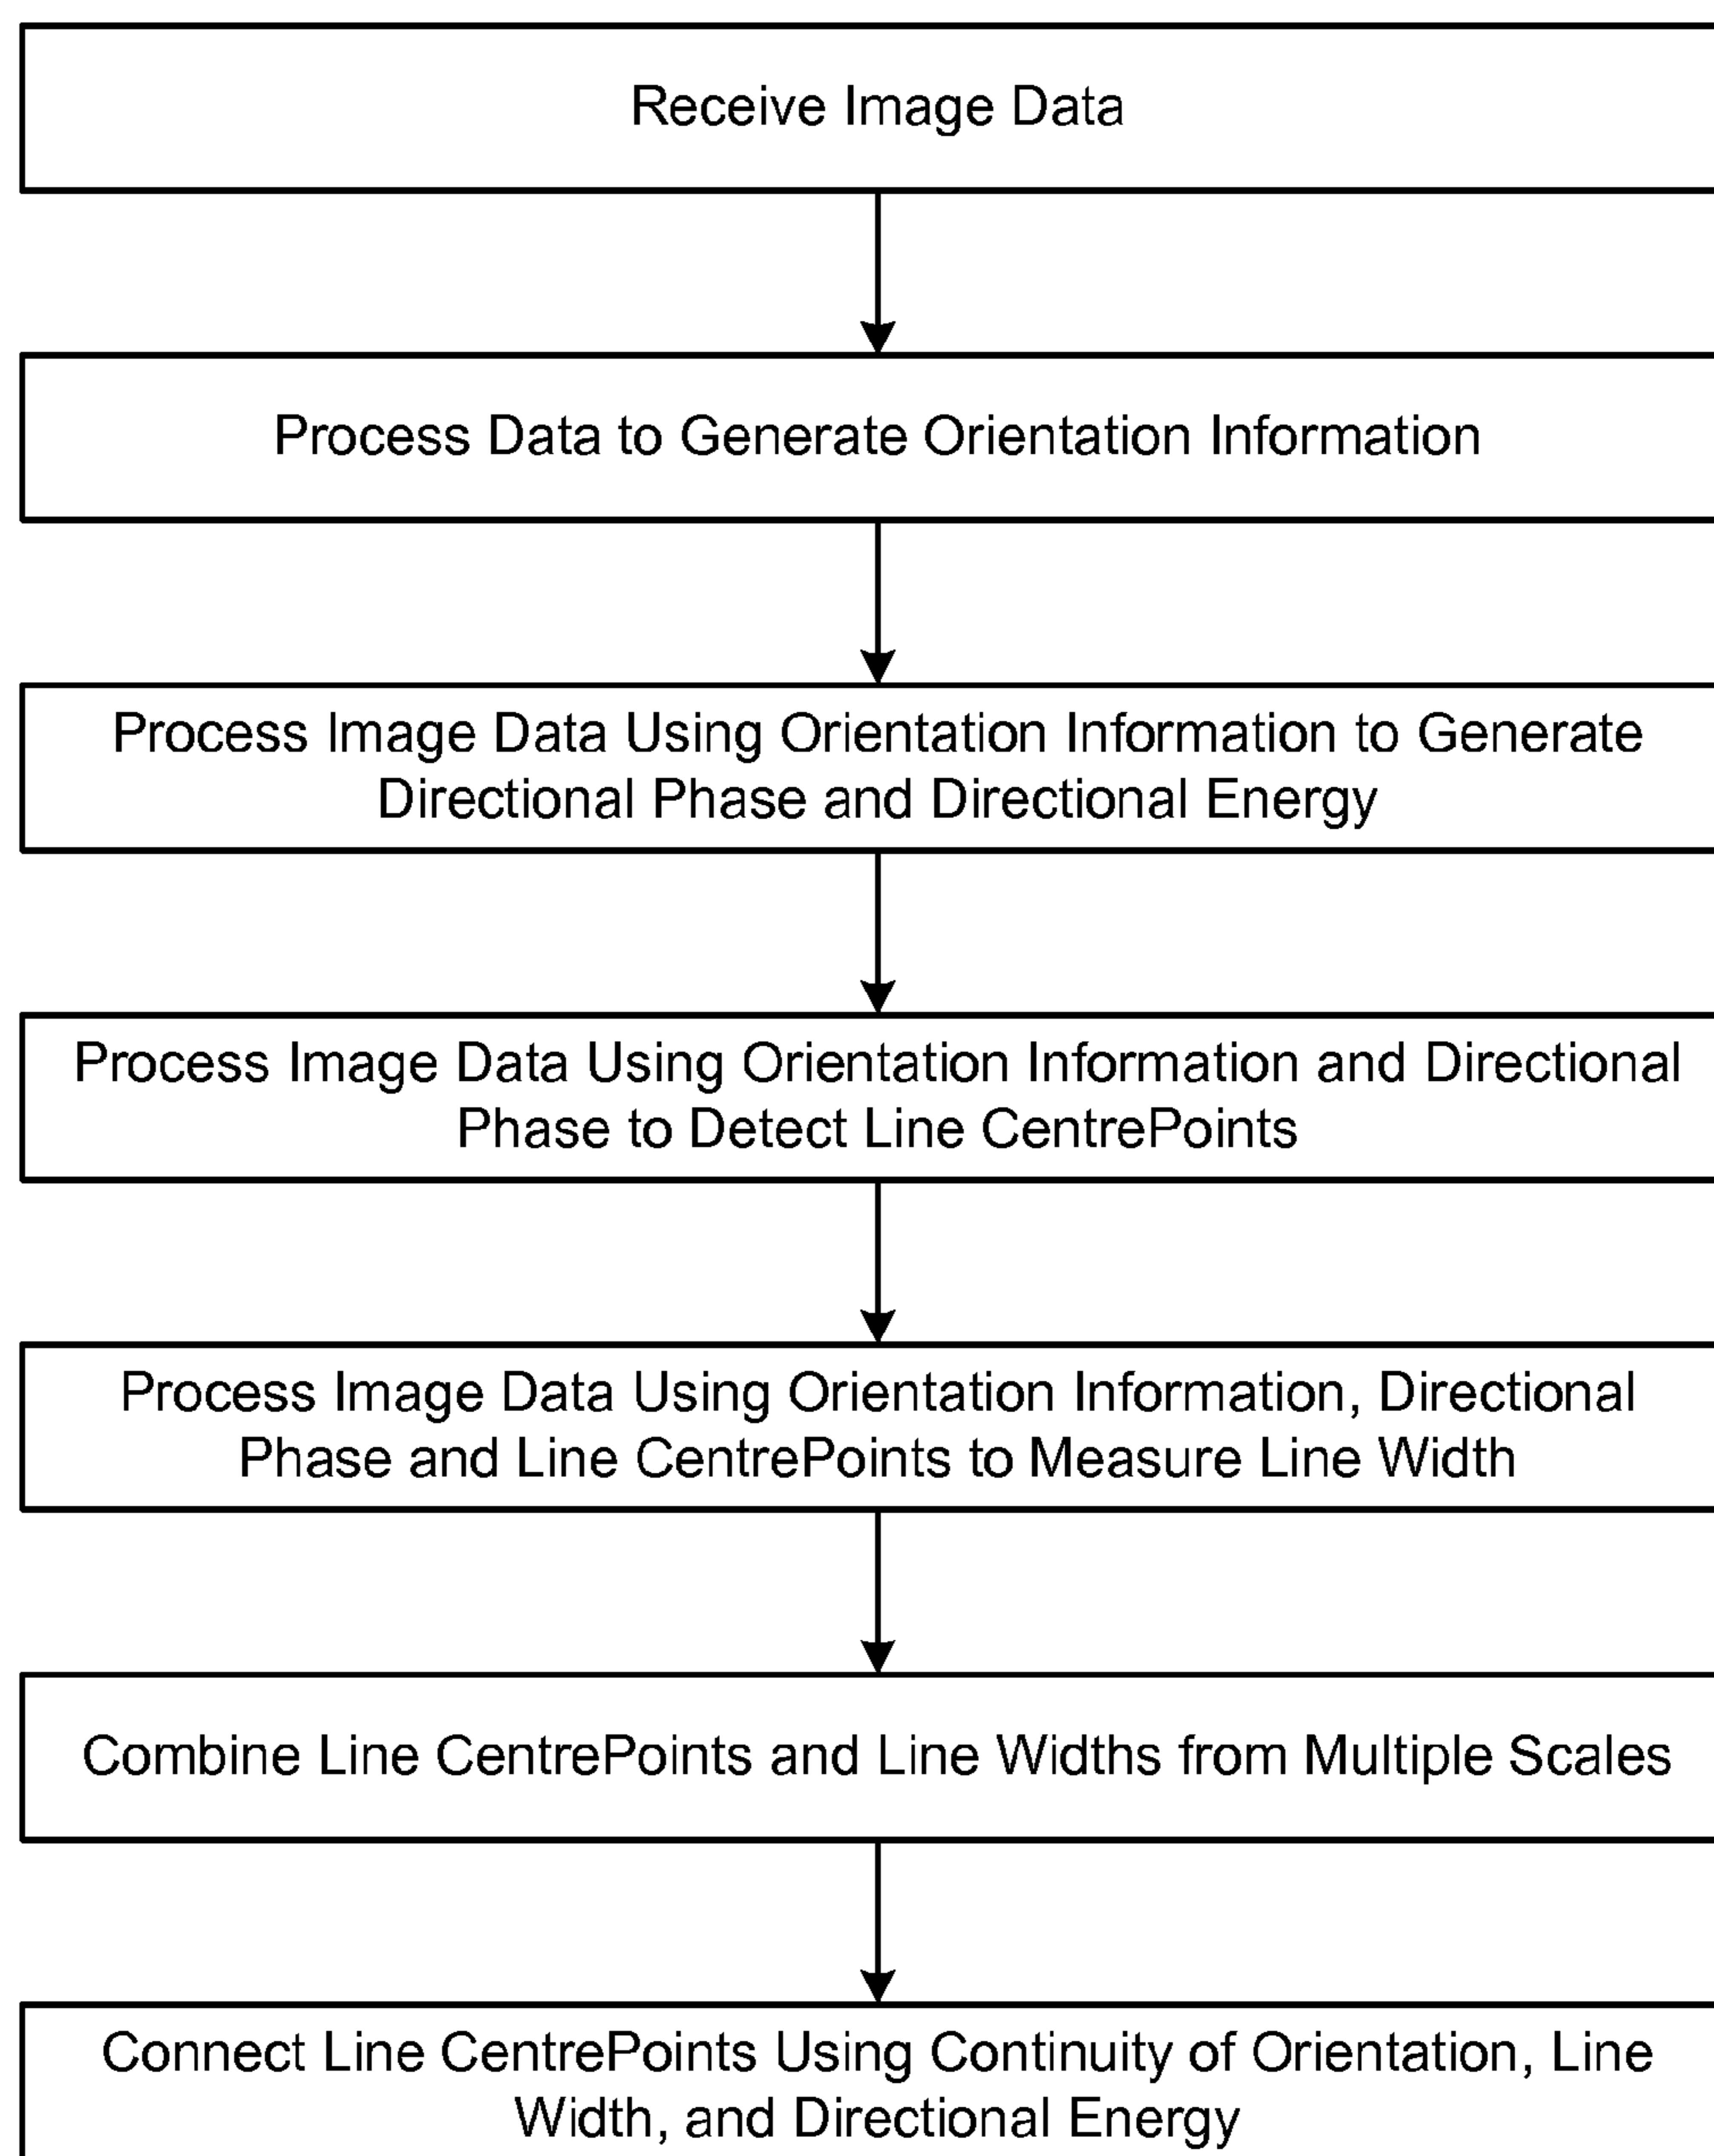 Receive Image Data
Process Data to Generate Orientation Information
Process Image Data Using Orientation Information to Generate
Directional Phase and Directional Energy
Process Image Data Using Orientation Information and Directional
Phase to Detect Line CentrePoints
Process Image Data Using Orientation Information, Directional
Phase and Line CentrePoints to Measure Line Width
Combine Line CentrePoints and Line Widths from Multiple Scales
Connect Line CentrePoints Using Continuity of Orientation, Line
Width, and Directional Energy